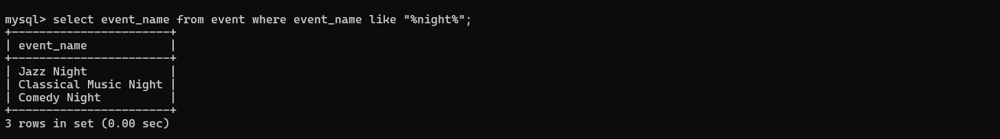 mysql> select event_name from event where event_name like "%night%";
+-----------------------+
| event_name            |
+-----------------------+
| Jazz Night            |
| Classical Music Night |
| Comedy Night          |
+-----------------------+
3 rows in set (0.00 sec)